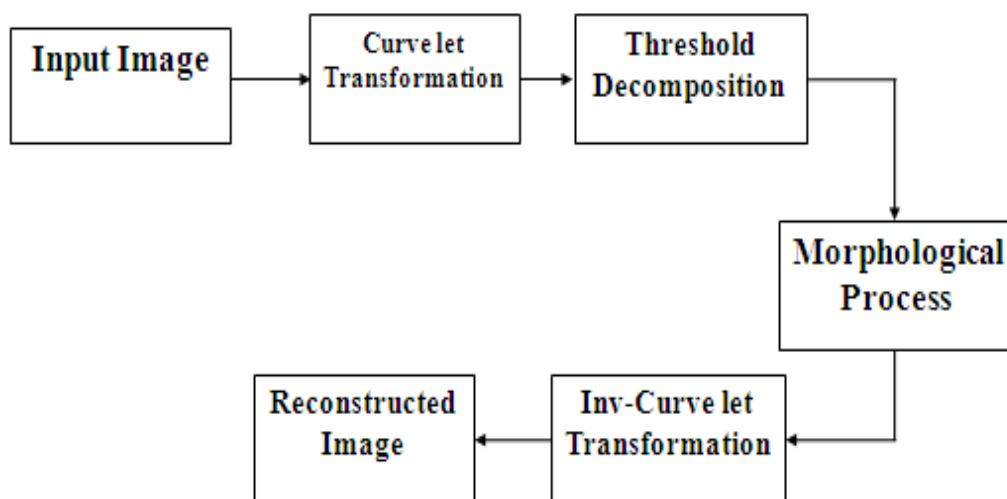 Input Image
Curve let
Transformation
Threshold
Decomposition
Morphological
Process
Inv-Curve let
Transformation
Reconstructed
Image